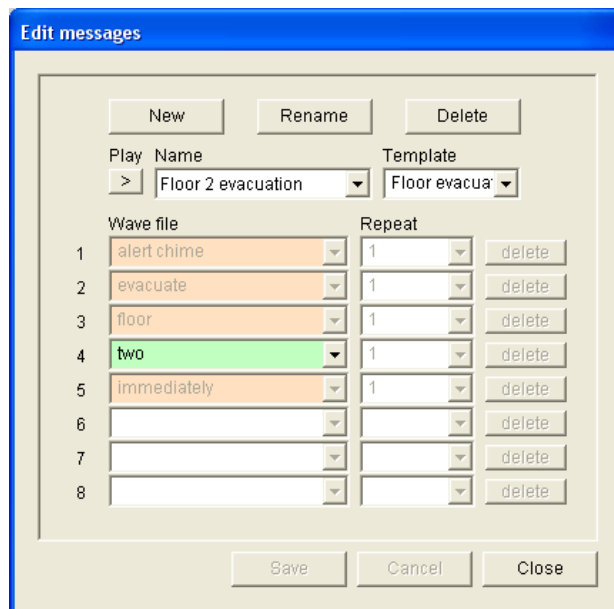 Edit messages
New Rename Delete
Play Name Template
> Floor 2 evacuation Floor evacuat
Wave file Repeat
1 alert chime 1 delete
2 evacuate 1 delete
3 floor 1 delete
4 two 1 delete
5 immediately 1 delete
6 delete
7 delete
8 delete
Save Cancel Close